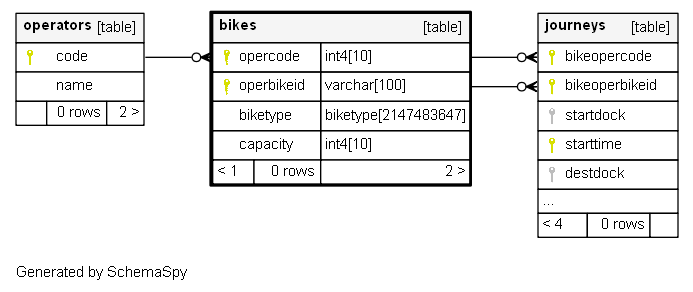 operators [table]
code
name
0 rows 2 >
bikes [table]
opercode int4[10]
operbikeid varchar[100]
biketype biketype[2147483647]
capacity int4[10]
< 1 0 rows 2 >
journeys [table]
bikeopercode
bikeoperbikeid
startdock
starttime
destdock
...
< 4 0 rows
Generated by SchemaSpy